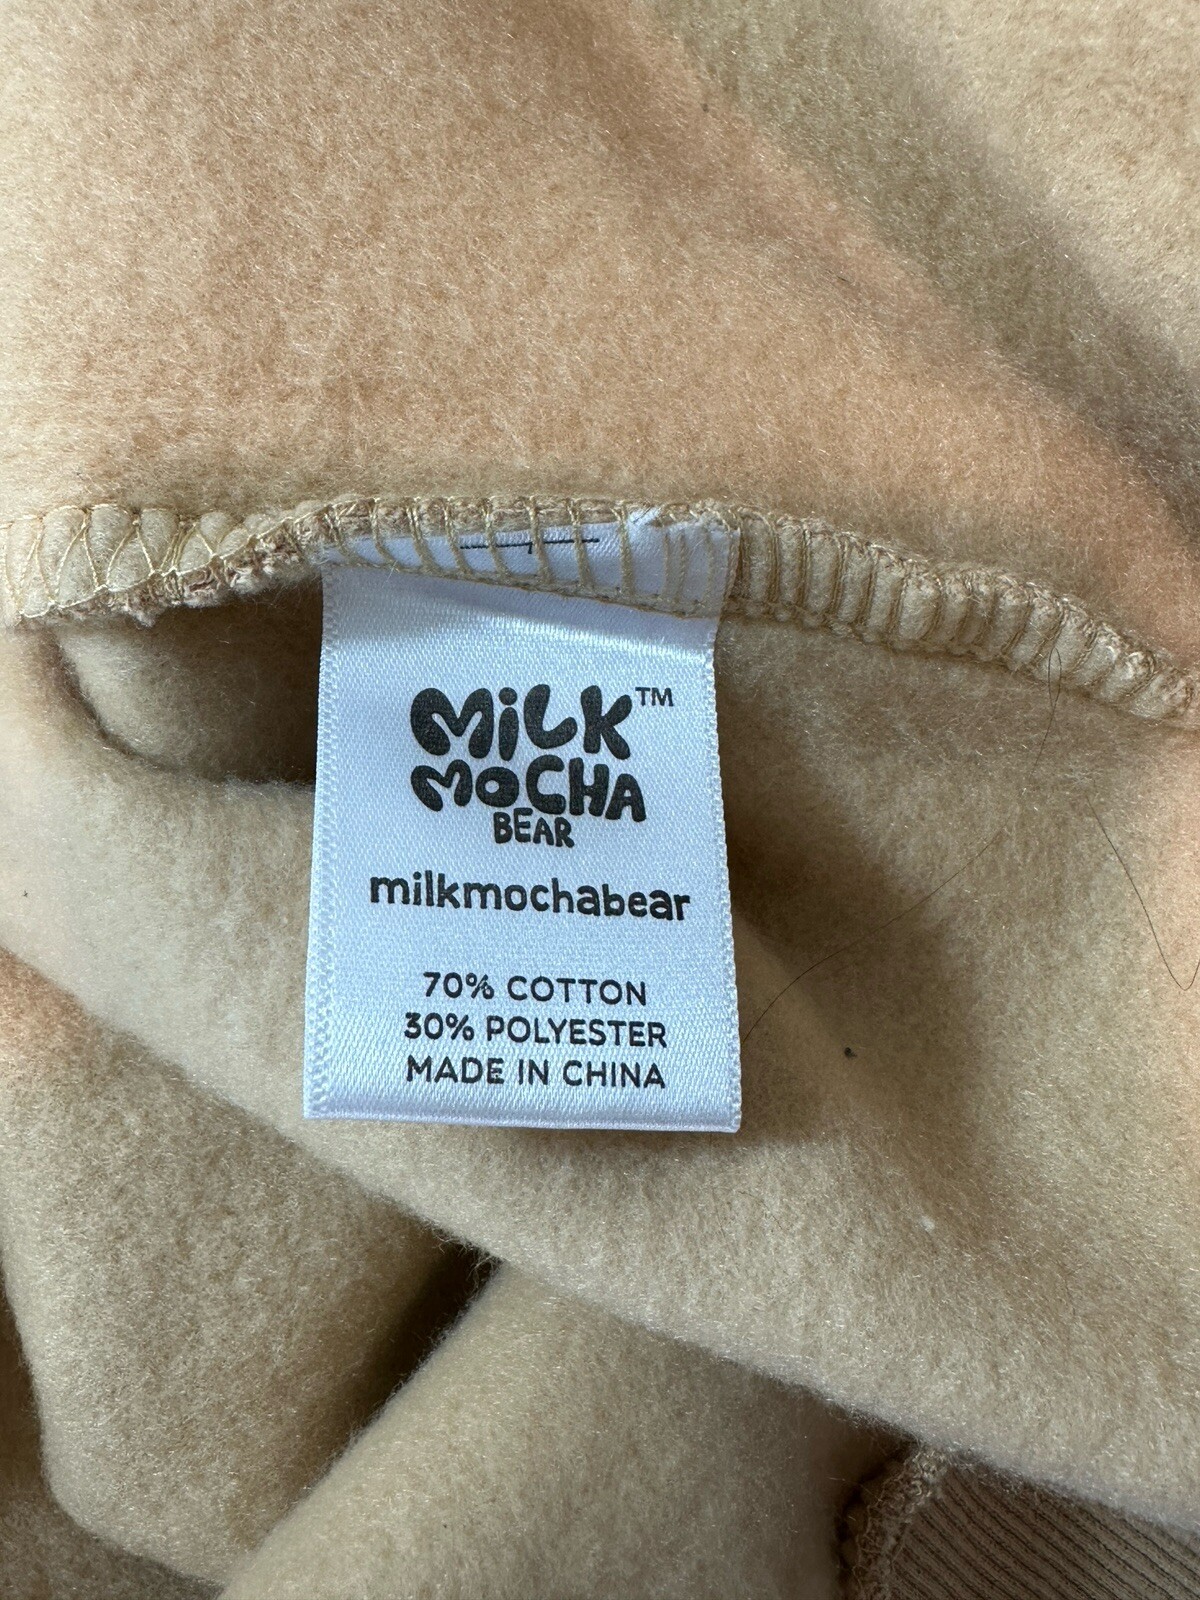 MiLK™
MOCHA
BEAR
milkmochabear
70% COTTON
30% POLYESTER
MADE IN CHINA